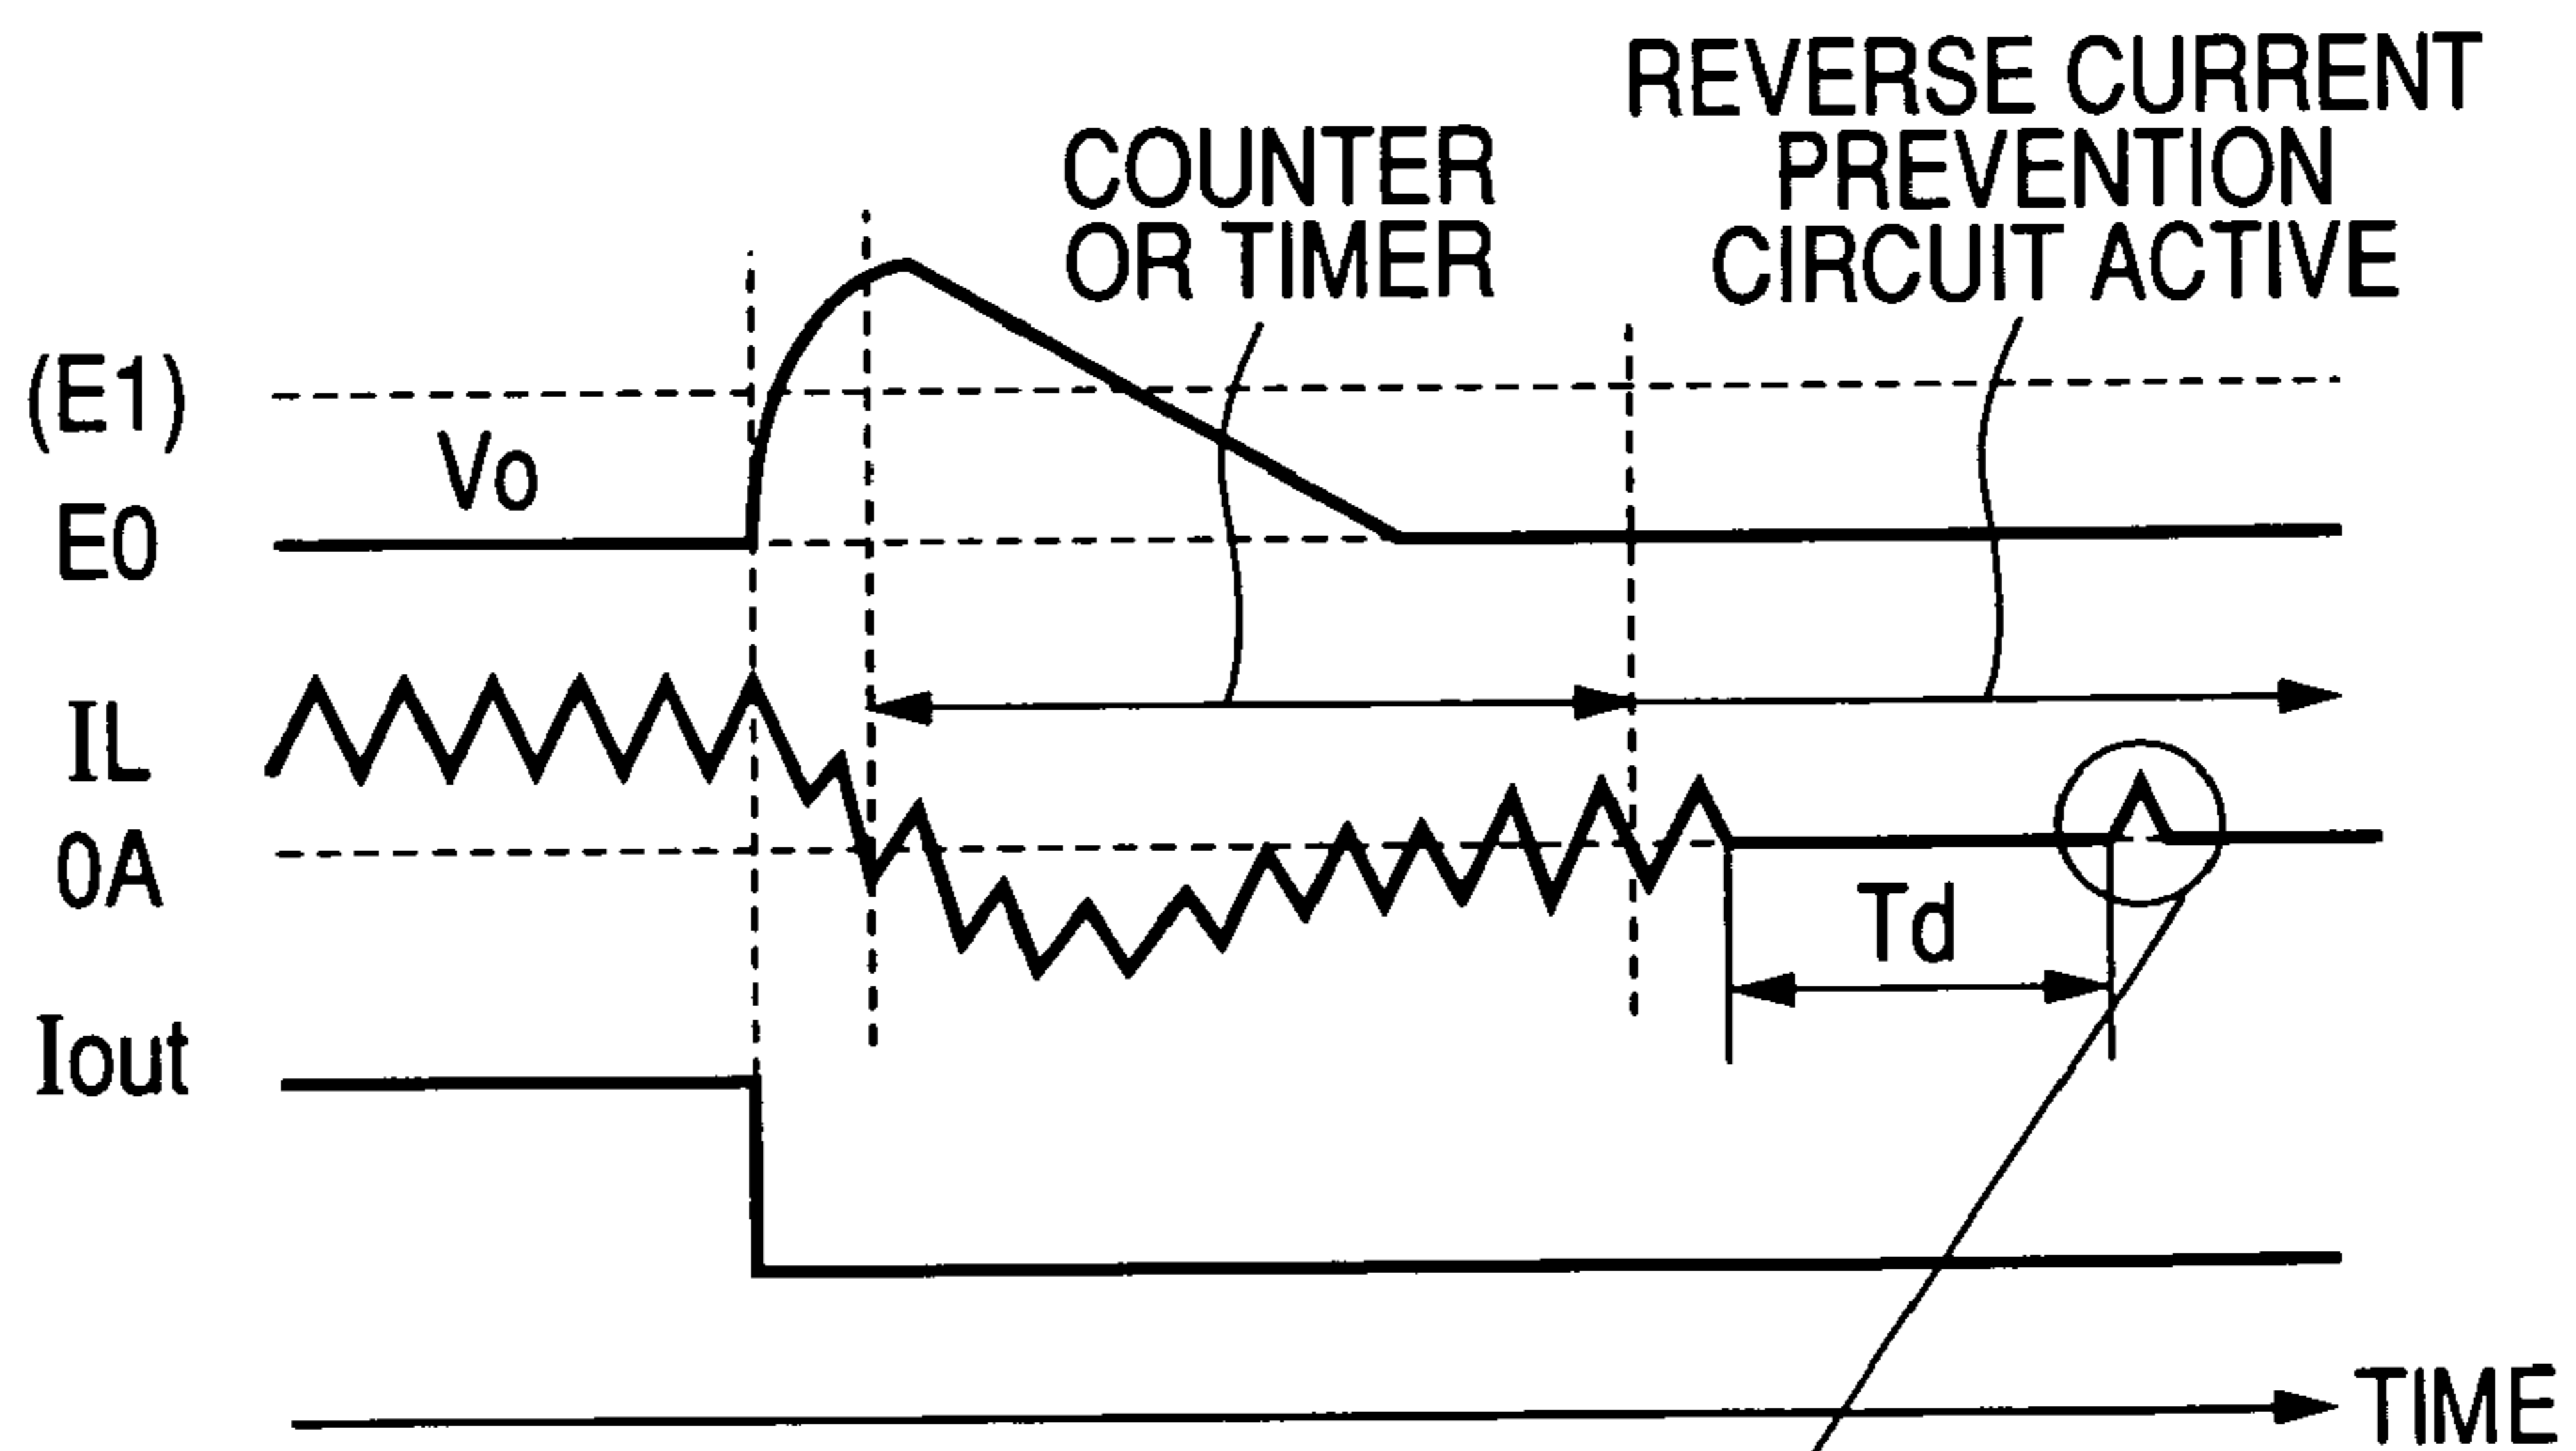 REVERSE CURRENT
PREVENTION
CIRCUIT ACTIVE
COUNTER
OR TIMER
(E1)
Vo
E0
IL
0A
Td
Iout
TIME